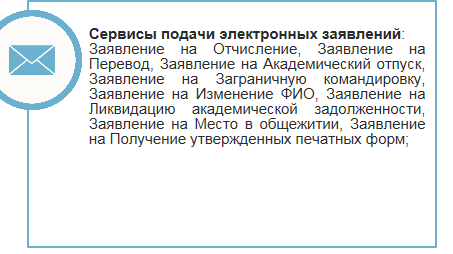 Сервисы подачи электронных заявлений:
Заявление на Отчисление, Заявление на
Перевод, Заявление на Академический отпуск,
Заявление на Заграничную командировку,
Заявление на Изменение ФИО, Заявление на
Ликвидацию академической задолженности,
Заявление на Место в общежитии, Заявление
на Получение утвержденных печатных форм;